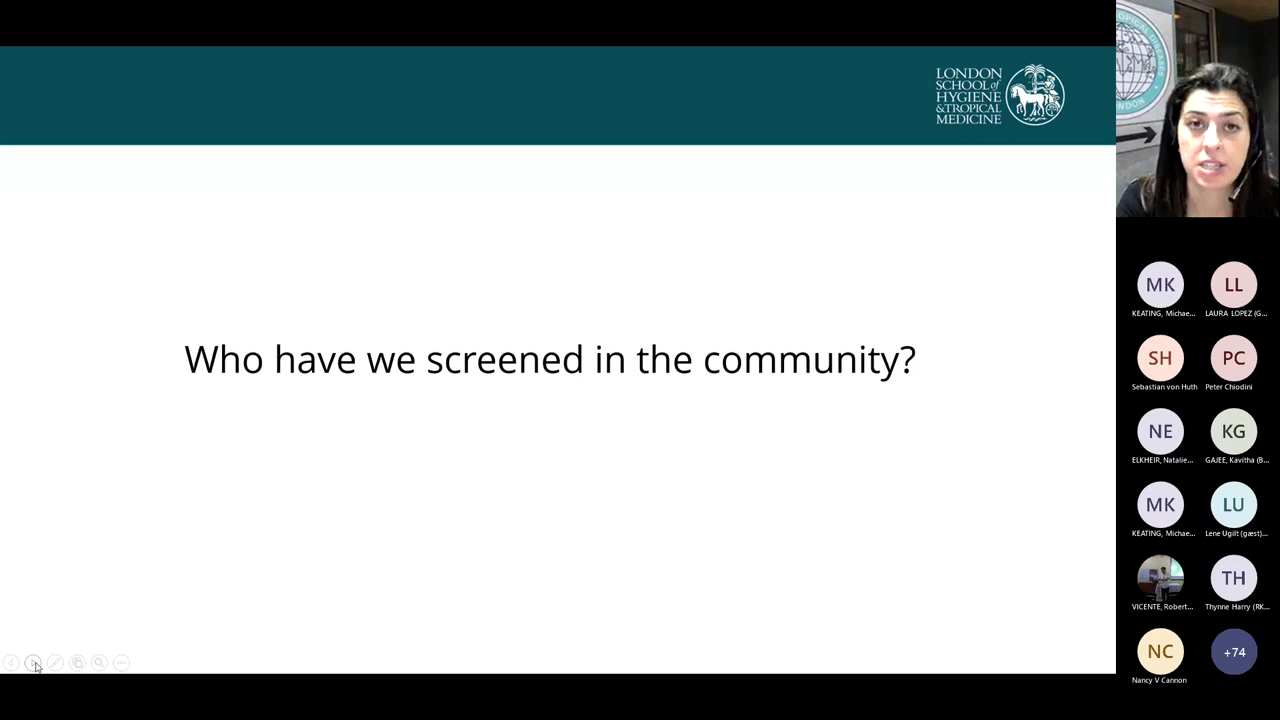 LONDON
SCHOOL of
HYGIENE
& TROPICAL
MEDICINE
Who have we screened in the community?
MK
KEATING, Michae...
LL
LAURA LOPEZ (G...
SH
Sebastian von Huth
PC
Peter Chiodini
NE
ELKHEIR, Natalie...
KG
GAJEE, Kavitha (B...
MK
KEATING, Michae...
LU
Lene Ugilt (gæst)...
VICENTE, Robert...
TH
Thynne Harry (RK...
NC
Nancy V Cannon
+74